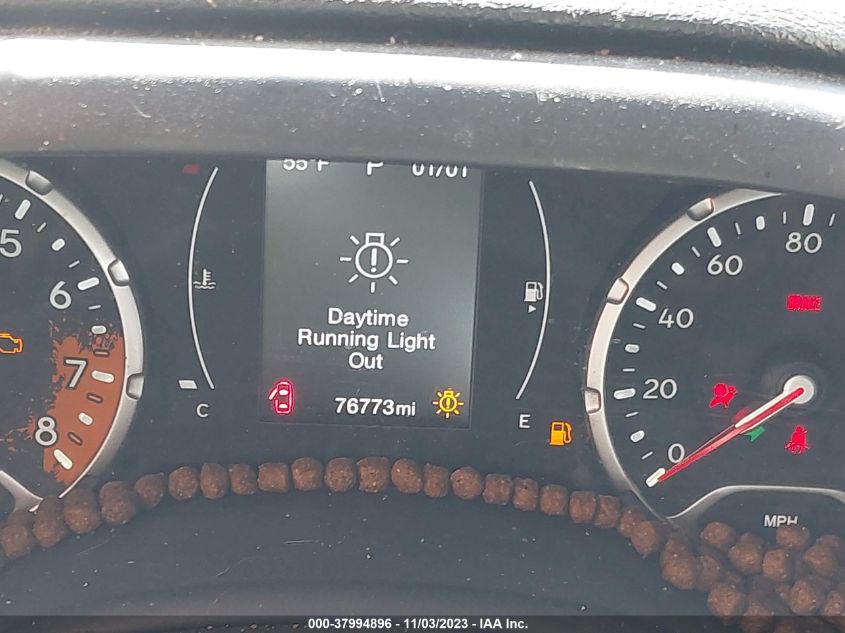 55°F P 01/01
Daytime
Running Light
Out
76773mi
C
E
5
6
7
8
0
20
40
60
80
BRAKE
MPH
000-37994896 - 11/03/2023 - IAA Inc.